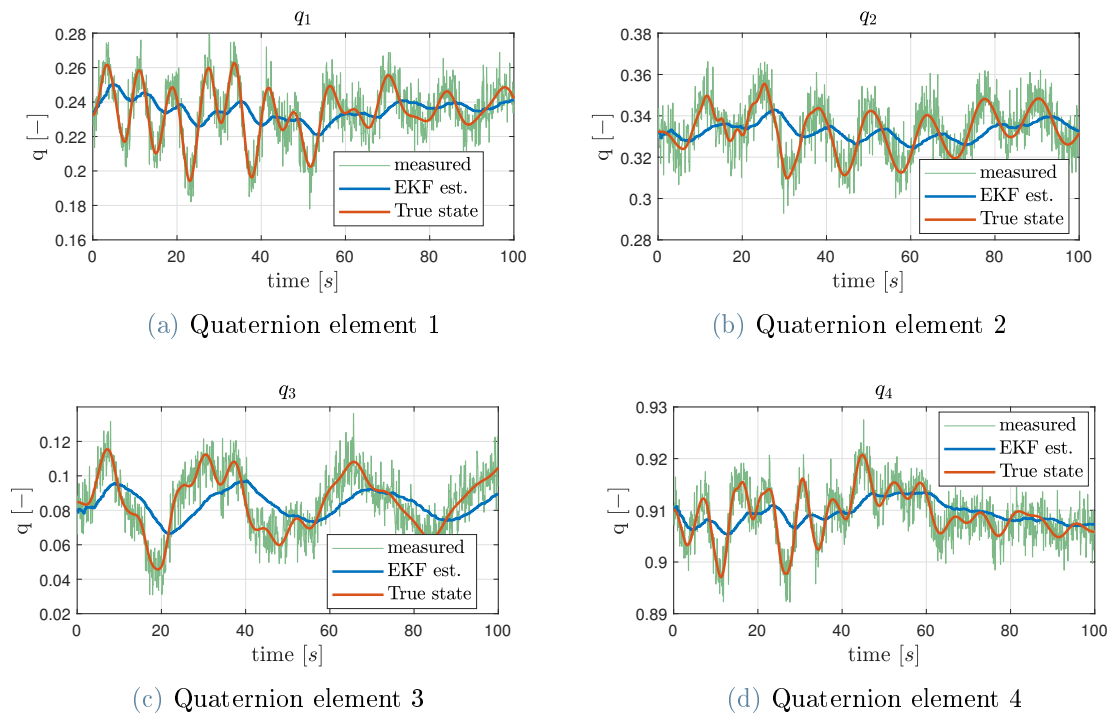 q₁
0.28
0.26
0.24
0.22
0.2
0.18
0.16
q [−]
measured
EKF est.
True state
0 20 40 60 80 100
time [s]
(a) Quaternion element 1
q₂
0.38
0.36
0.34
0.32
0.3
0.28
q [−]
measured
EKF est.
True state
0 20 40 60 80 100
time [s]
(b) Quaternion element 2
q₃
0.12
0.1
0.08
0.06
0.04
0.02
q [−]
measured
EKF est.
True state
0 20 40 60 80 100
time [s]
(c) Quaternion element 3
q₄
0.93
0.92
0.91
0.9
0.89
q [−]
measured
EKF est.
True state
0 20 40 60 80 100
time [s]
(d) Quaternion element 4